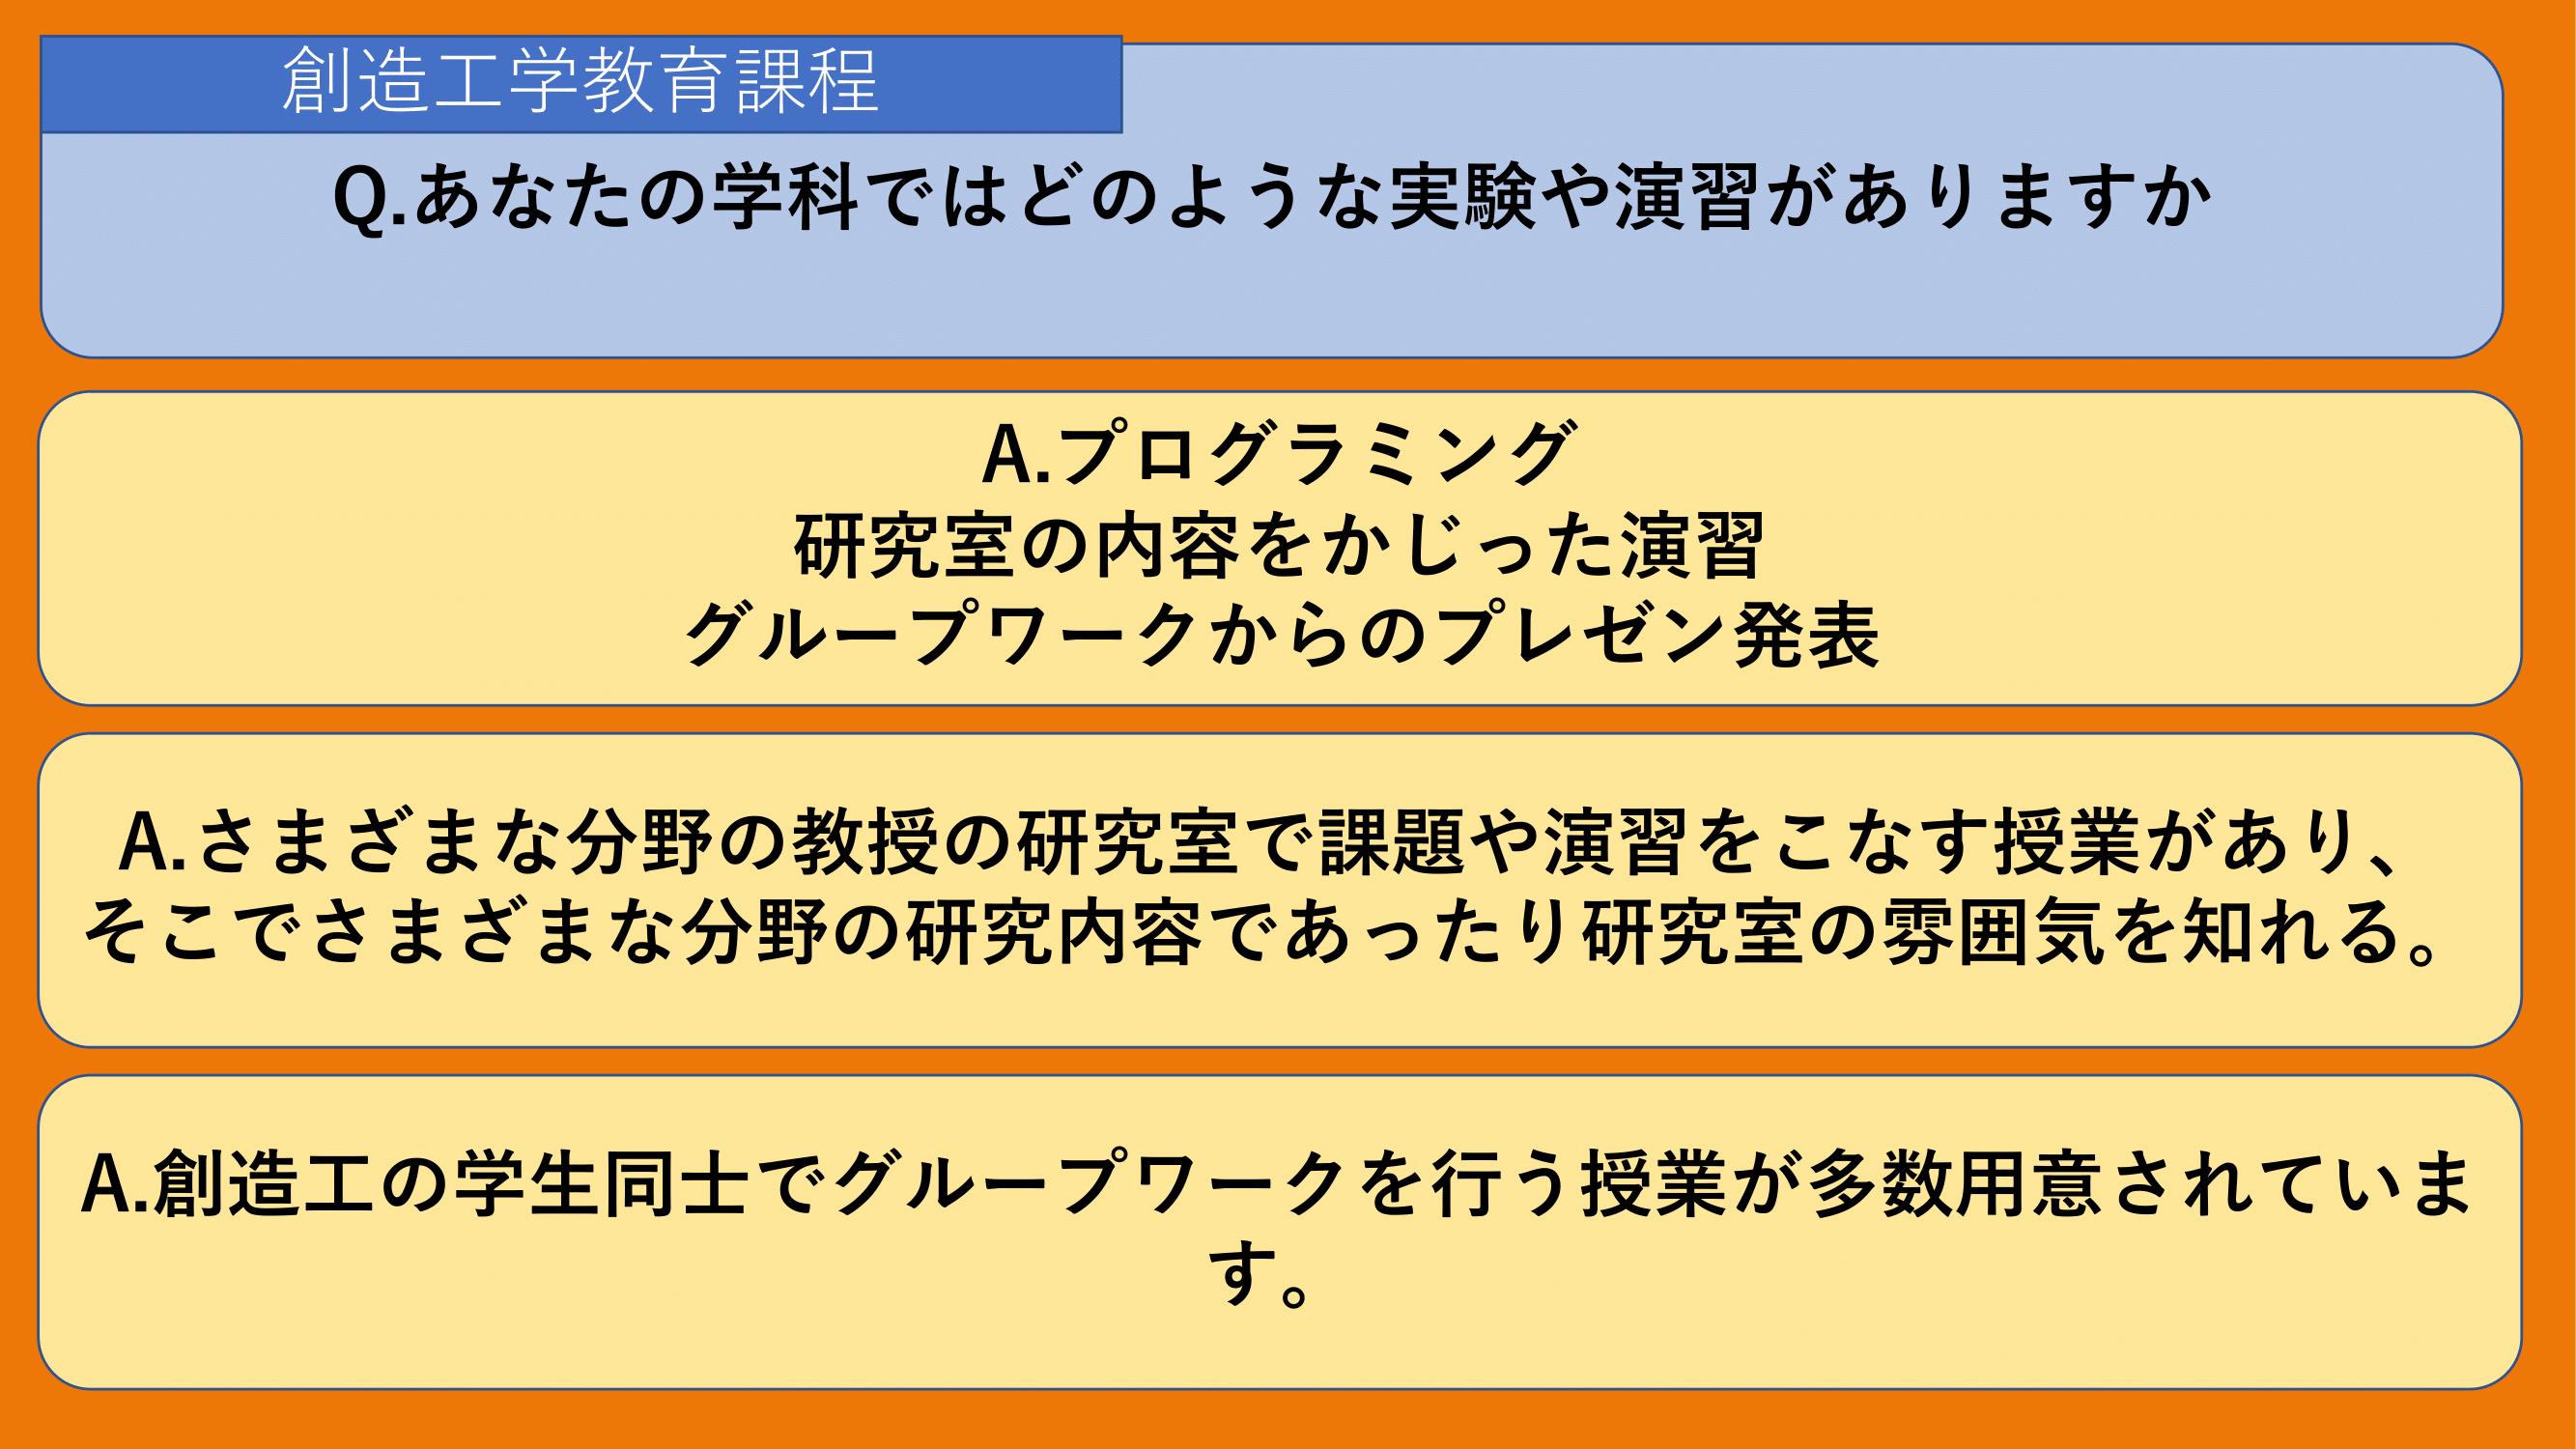 創造工学教育課程
Q.あなたの学科ではどのような実験や演習がありますか
A.プログラミング
研究室の内容をかじった演習
グループワークからのプレゼン発表
A.さまざまな分野の教授の研究室で課題や演習をこなす授業があり、
そこでさまざまな分野の研究内容であったり研究室の雰囲気を知れる。
A.創造工の学生同士でグループワークを行う授業が多数用意されていま
す。